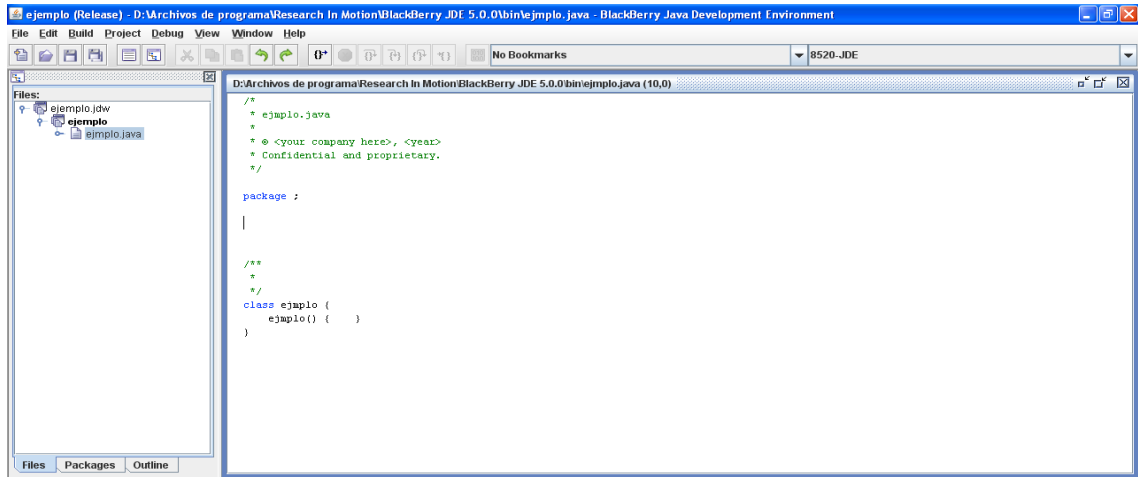 ejemplo (Release) - D:\Archivos de programa\Research In Motion\BlackBerry JDE 5.0.0\bin\ejmplo.java - BlackBerry Java Development Environment
File Edit Build Project Debug View Window Help
No Bookmarks 8520-JDE
Files:
ejemplo.jdw
ejemplo
ejmplo.java
Files Packages Outline
D:\Archivos de programa\Research In Motion\BlackBerry JDE 5.0.0\bin\ejmplo.java (10,0)
/*
* ejmplo.java
*
* © <your company here>, <year>
* Confidential and proprietary.
*/
package ;
/**
*
*/
class ejmplo {
ejmplo() { }
}